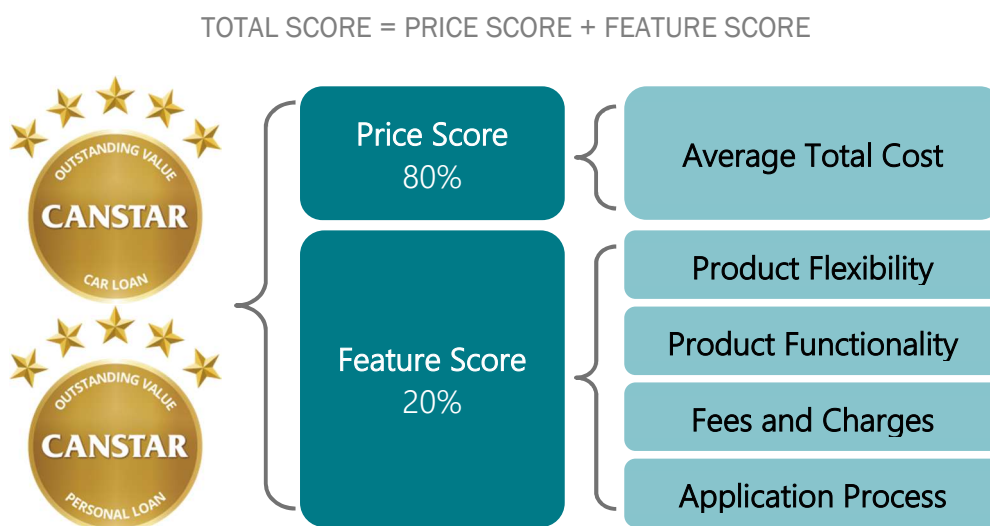 TOTAL SCORE = PRICE SCORE + FEATURE SCORE
OUTSTANDING VALUE
CANSTAR
CAR LOAN
OUTSTANDING VALUE
CANSTAR
PERSONAL LOAN
Price Score
80%
Average Total Cost
Feature Score
20%
Product Flexibility
Product Functionality
Fees and Charges
Application Process